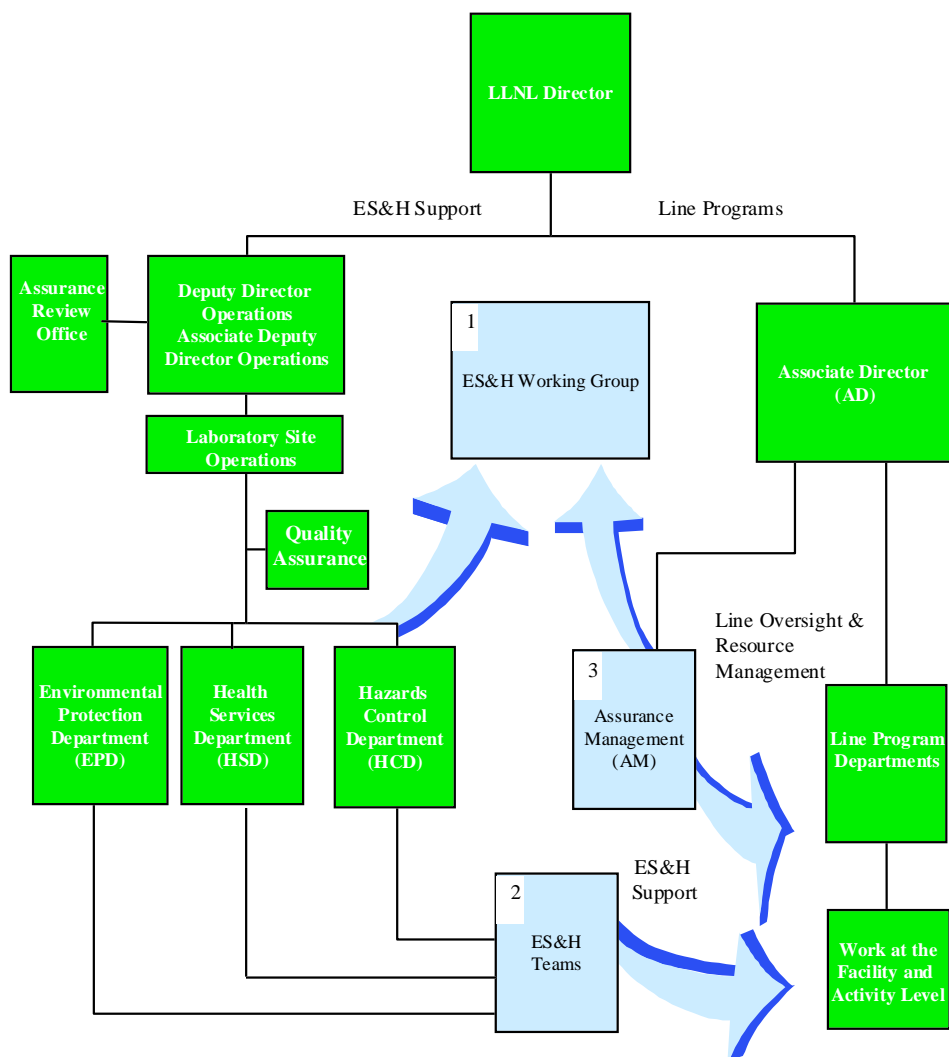 LLNL Director
ES&H Support
Line Programs
Assurance
Review
Office
Deputy Director
Operations
Associate Deputy
Director Operations
1
ES&H Working Group
Associate Director
(AD)
Laboratory Site
Operations
Quality
Assurance
Line Oversight &
Resource
Management
Environmental
Protection
Department
(EPD)
Health
Services
Department
(HSD)
Hazards
Control
Department
(HCD)
3
Assurance
Management
(AM)
Line Program
Departments
ES&H
Support
2
ES&H
Teams
Work at the
Facility and
Activity Level